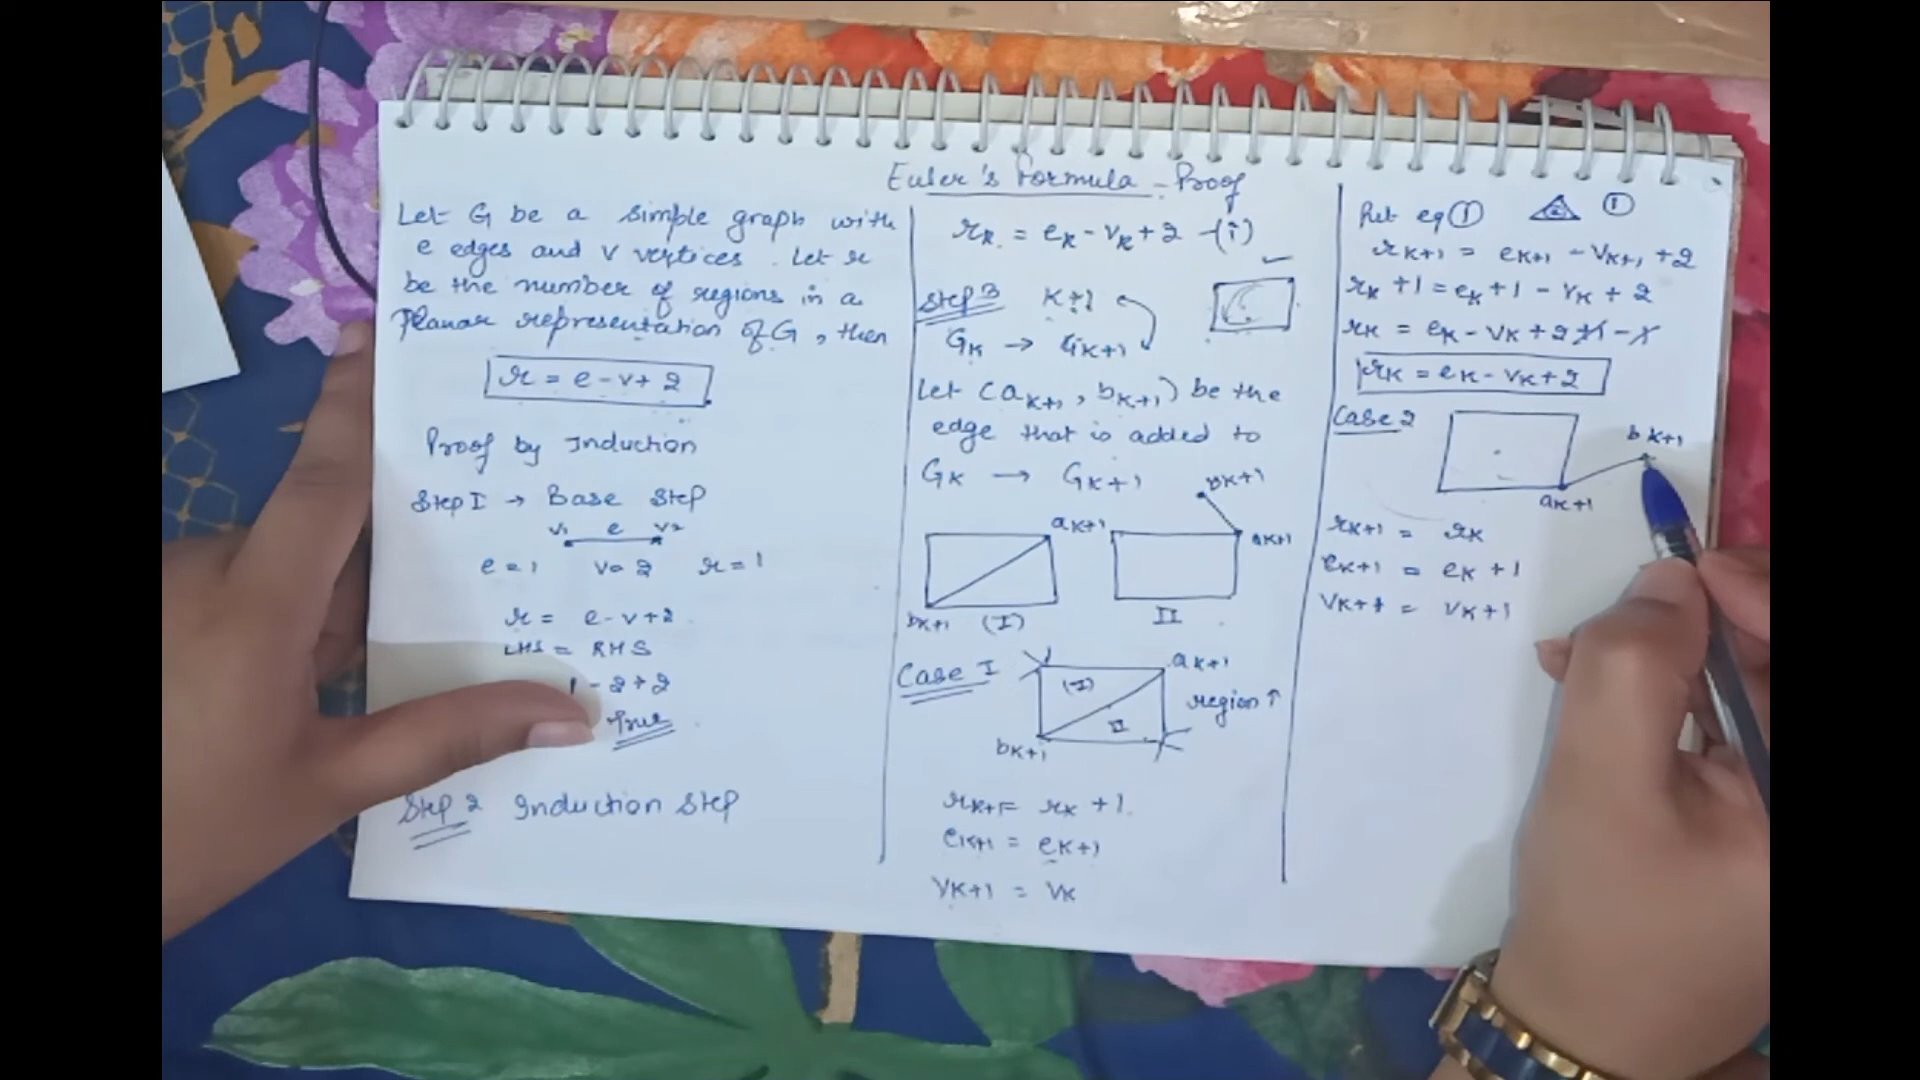 Euler's Formula - Proof
Let G be a simple graph with
e edges and v vertices. Let r
be the number of regions in a
Planar representation of G, then
r = e - v + 2
Proof by Induction
Step I → Base Step
v1 e v2
e = 1 v = 2 r = 1
r = e - v + 2
LHS = RHS
1 - 2 + 2
True
Step 2 Induction Step
rK = eK - vK + 2 -(i)
Step 3 K+1
GK → GK+1
Let (aK+1, bK+1) be the
edge that is added to
GK → GK+1
aK+1
bK+1 (I)
bK+1
aK+1
II
Case I
aK+1
(I)
II
region ↑
bK+1
rK+1 = rK + 1.
eK+1 = eK+1
VK+1 = VK
Put eq ① ①
rK+1 = eK+1 - VK+1 + 2
rK + 1 = eK + 1 - VK + 2
rK = eK - VK + 2 + 1 - 1
rK = eK - VK + 2
Case 2
bK+1
aK+1
rK+1 = rK
eK+1 = eK + 1
VK+1 = VK+1